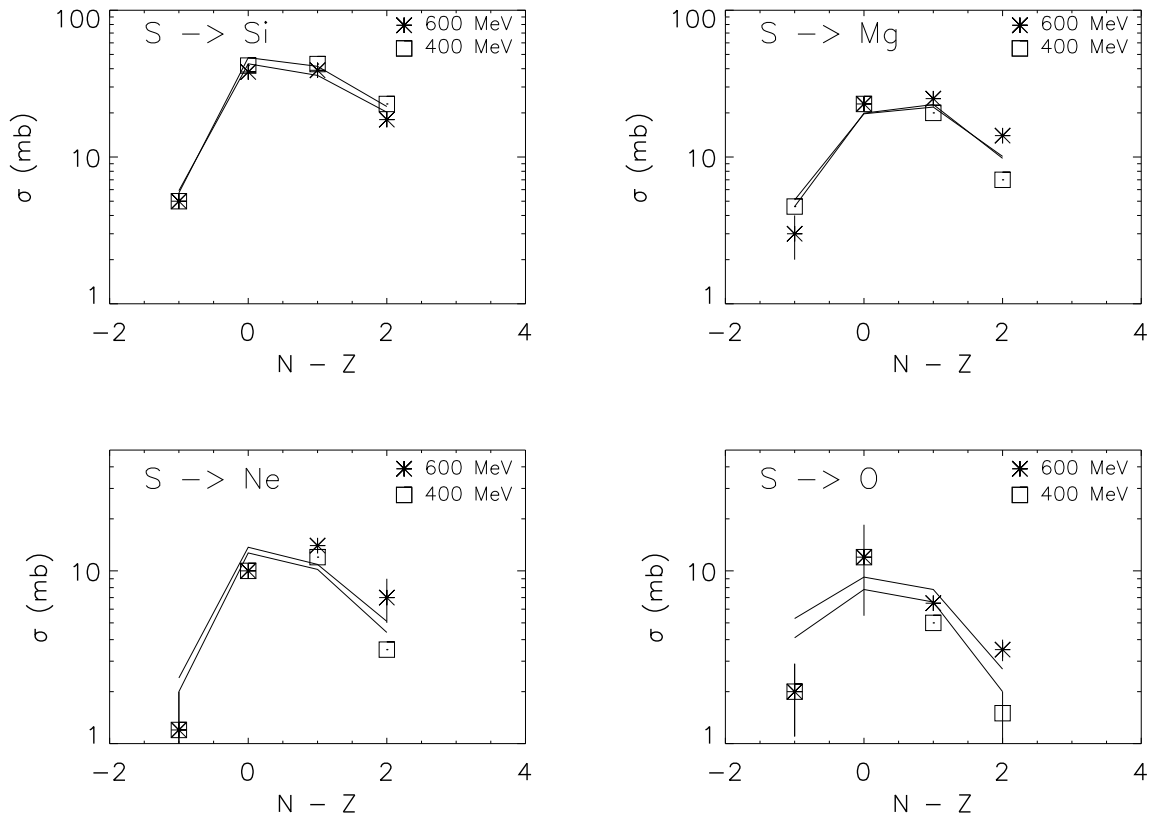 S −> Si
600 MeV
400 MeV
100
10
1
σ (mb)
−2 0 2 4
N − Z
S −> Mg
600 MeV
400 MeV
100
10
1
σ (mb)
−2 0 2 4
N − Z
S −> Ne
600 MeV
400 MeV
10
1
σ (mb)
−2 0 2 4
N − Z
S −> O
600 MeV
400 MeV
10
1
σ (mb)
−2 0 2 4
N − Z